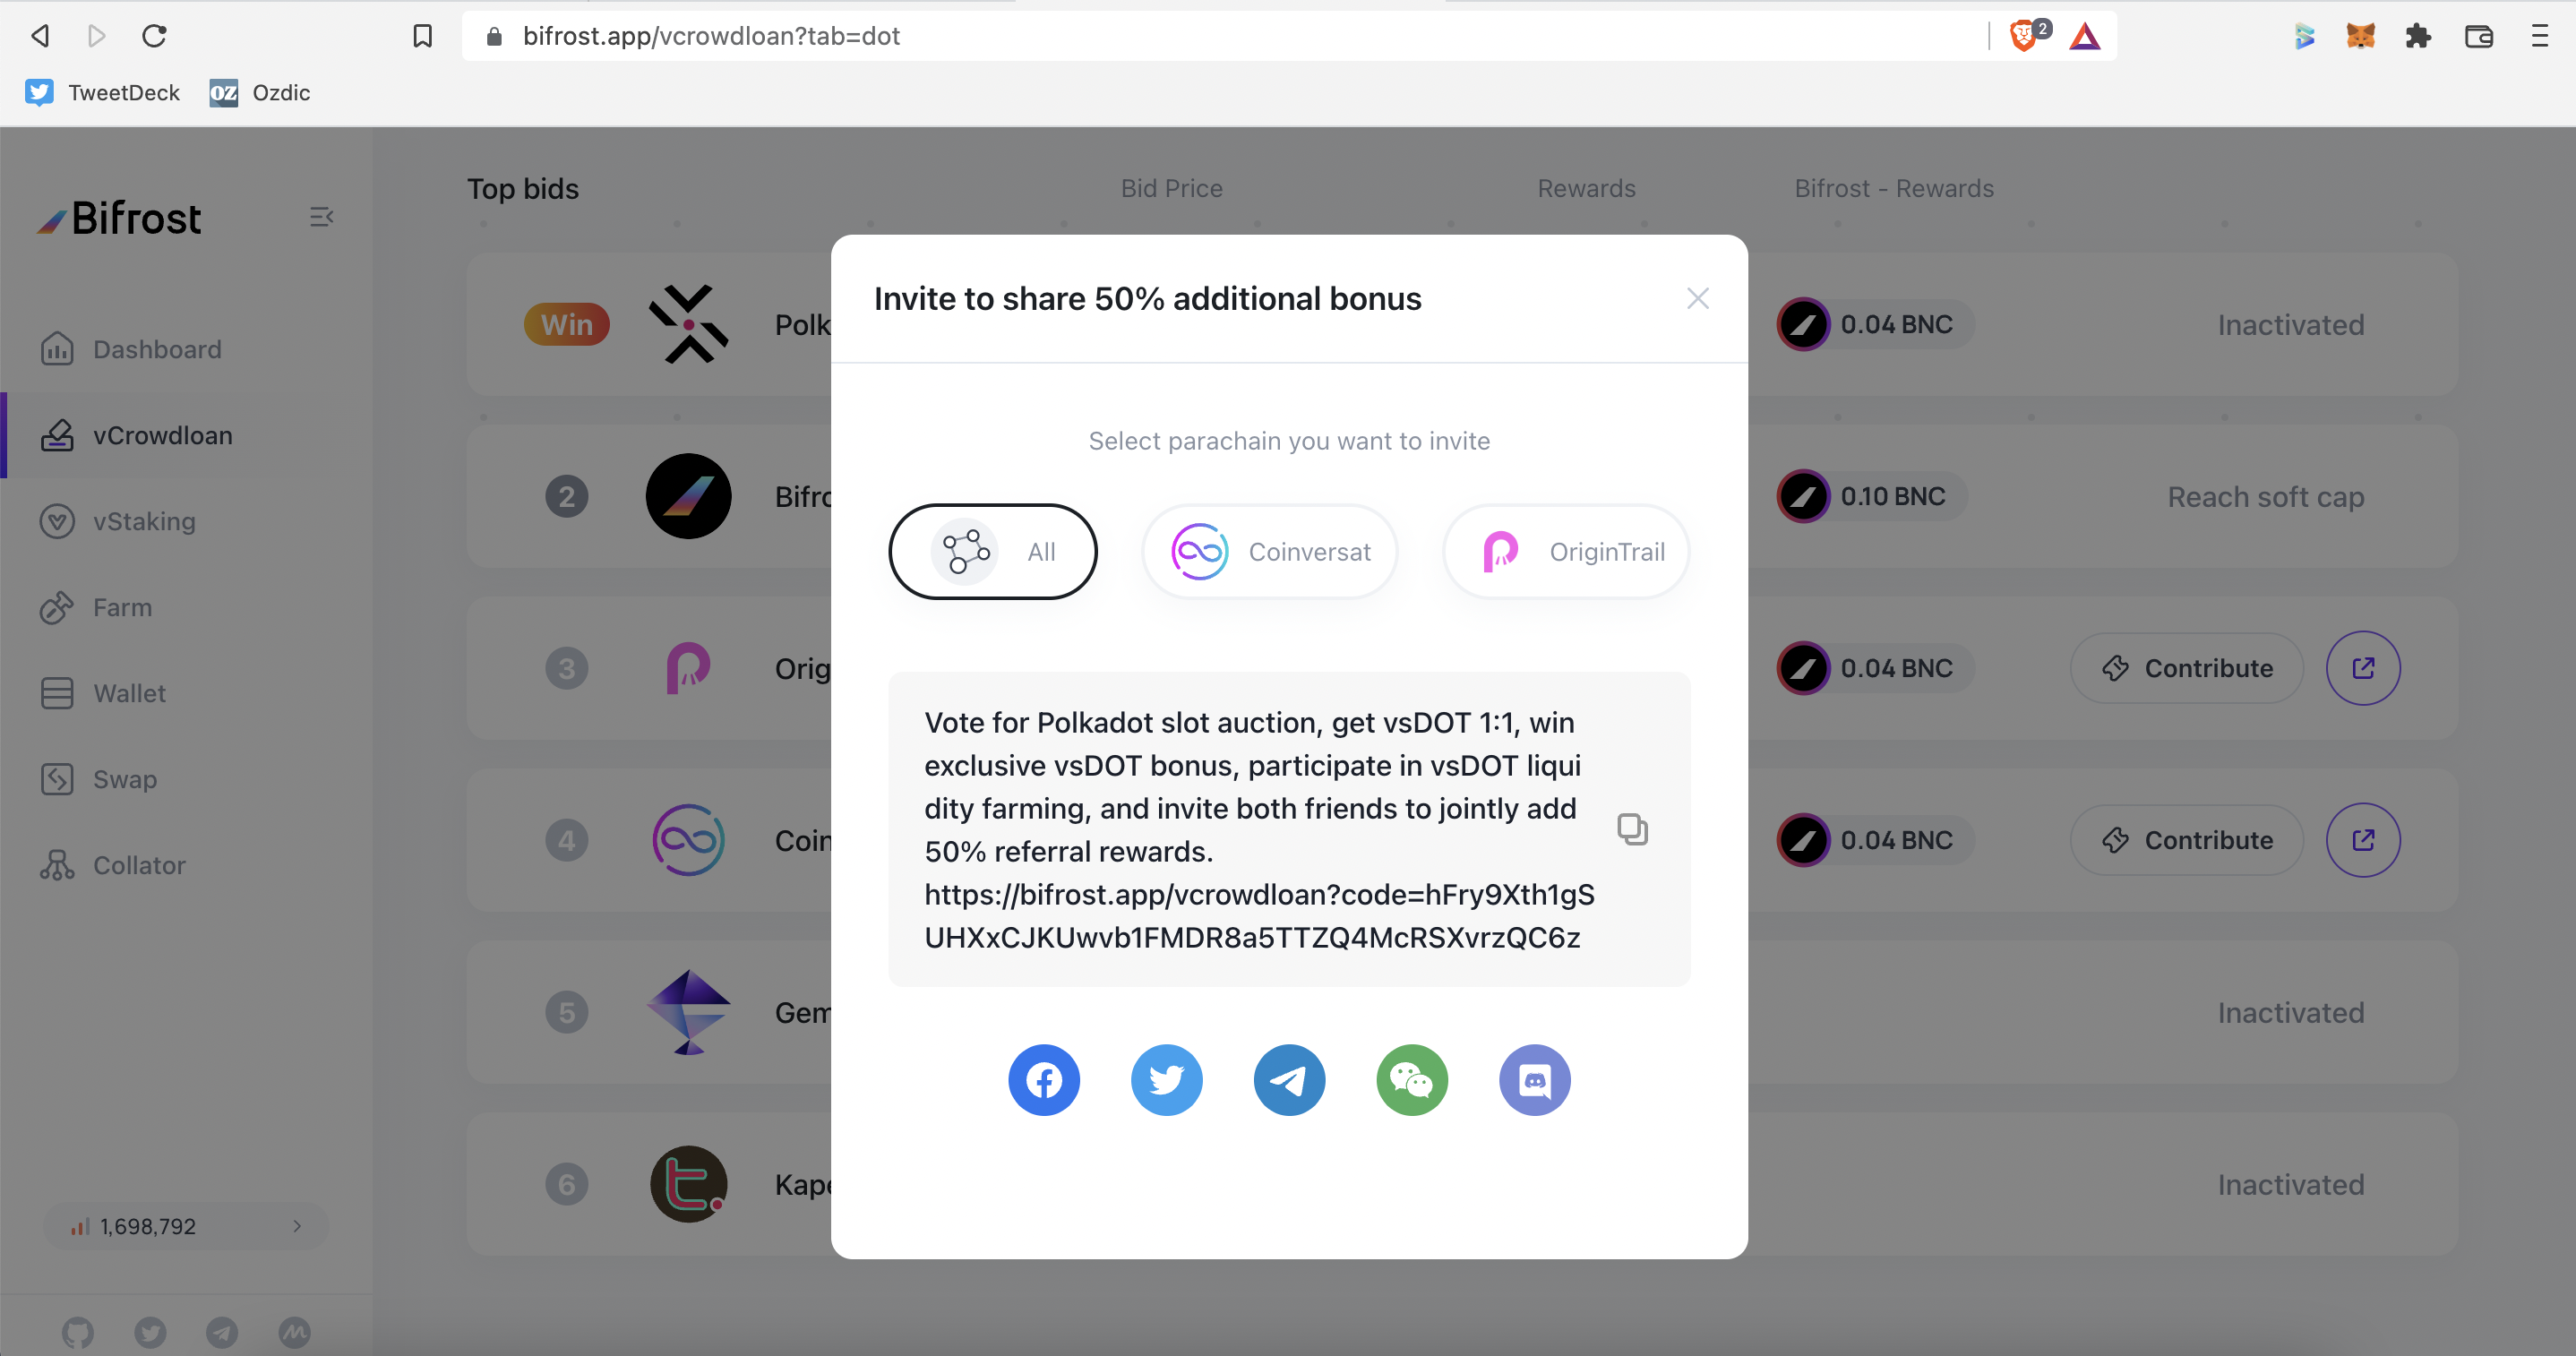 bifrost.app/vcrowdloan?tab=dot
2
TweetDeck
OZ
Ozdic
Bifrost
Dashboard
vCrowdloan
vStaking
Farm
Wallet
Swap
Collator
1,698,792
Top bids
Bid Price
Rewards
Bifrost - Rewards
Win
Polk
0.04 BNC
Inactivated
2
Bifro
0.10 BNC
Reach soft cap
3
Orig
0.04 BNC
Contribute
4
Coin
0.04 BNC
Contribute
5
Gem
Inactivated
6
Kape
Inactivated
Invite to share 50% additional bonus
Select parachain you want to invite
All
Coinversat
OriginTrail
Vote for Polkadot slot auction, get vsDOT 1:1, win
exclusive vsDOT bonus, participate in vsDOT liqui
dity farming, and invite both friends to jointly add
50% referral rewards.
https://bifrost.app/vcrowdloan?code=hFry9Xth1gS
UHXxCJKUwvb1FMDR8a5TTZQ4McRSXvrzQC6z